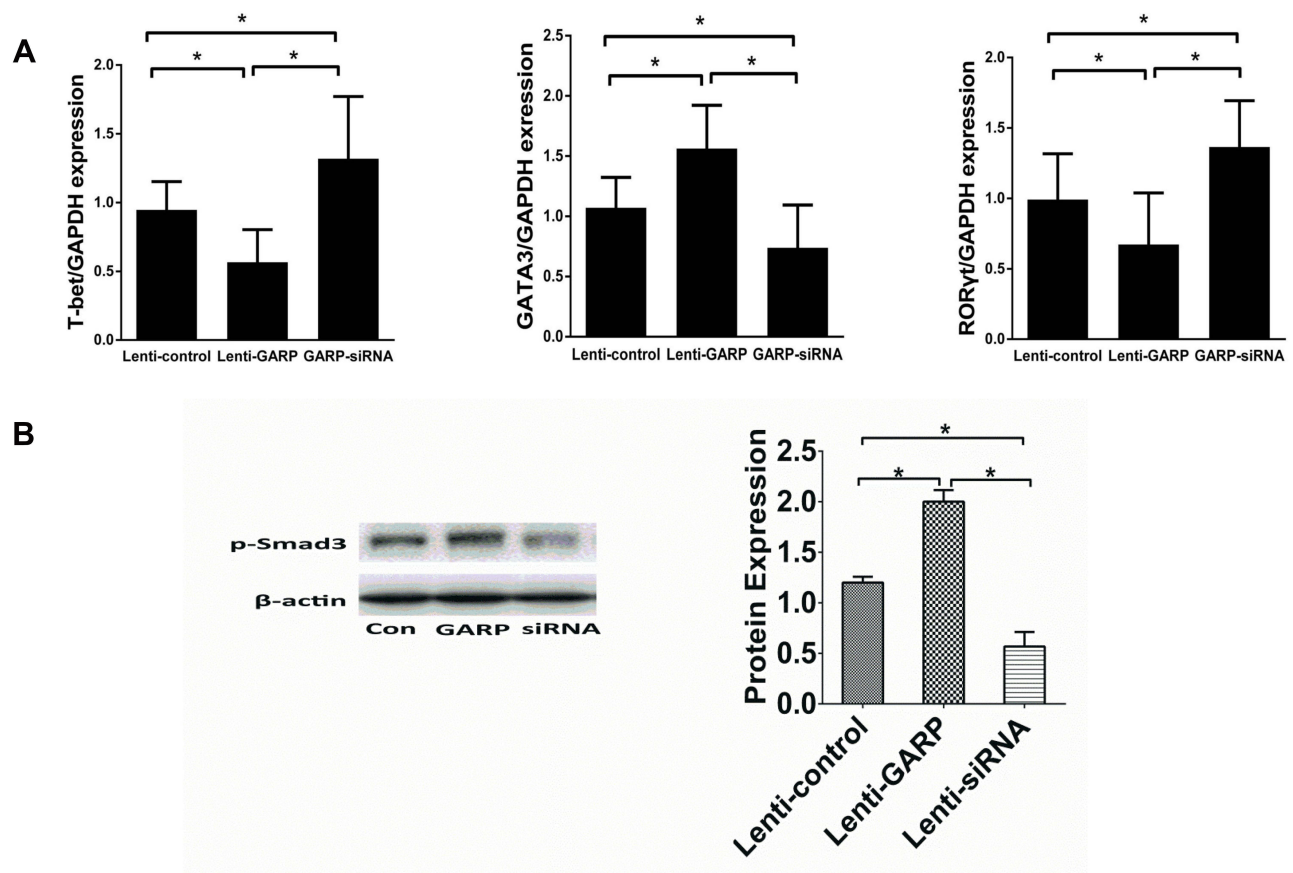 A
T-bet/GAPDH expression
2.0
1.5
1.0
0.5
0.0
*
*
*
Lenti-control Lenti-GARP GARP-siRNA
GATA3/GAPDH exression
2.5
2.0
1.5
1.0
0.5
0.0
*
*
*
Lenti-control Lenti-GARP GARP-siRNA
RORγt/GAPDH expression
2.0
1.5
1.0
0.5
0.0
*
*
*
Lenti-control Lenti-GARP GARP-siRNA
B
p-Smad3
β-actin
Con GARP siRNA
Protein Expression
2.5
2.0
1.5
1.0
0.5
0.0
*
*
*
Lenti-control
Lenti-GARP
Lenti-siRNA